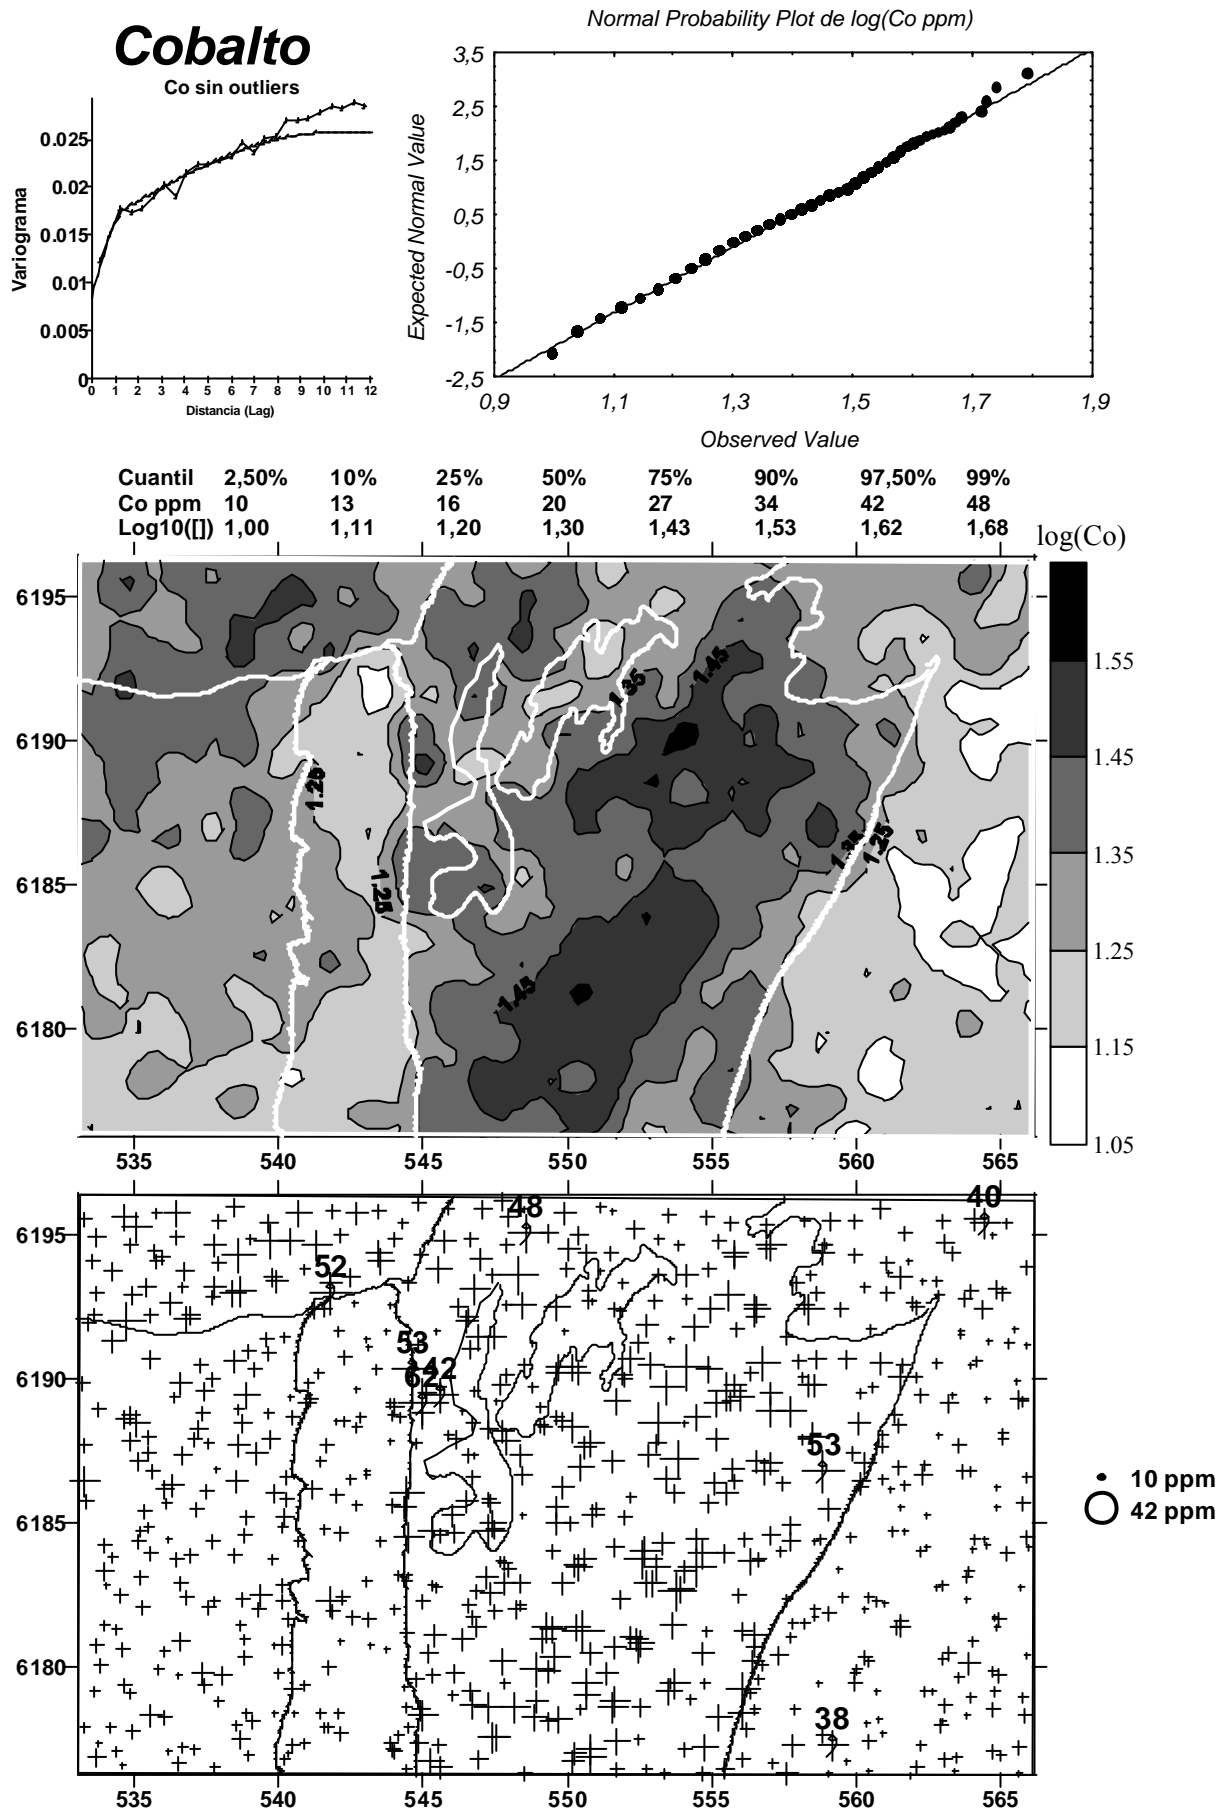 Cobalto
Co sin outliers
Variograma
0.025
0.02
0.015
0.01
0.005
0
0 1 2 3 4 5 6 7 8 9 10 11 12
Distancia (Lag)
Normal Probability Plot de log(Co ppm)
Expected Normal Value
3,5
2,5
1,5
0,5
-0,5
-1,5
-2,5
0,9 1,1 1,3 1,5 1,7 1,9
Observed Value
Cuantil 2,50% 10% 25% 50% 75% 90% 97,50% 99%
Co ppm 10 13 16 20 27 34 42 48
Log10([]) 1,00 1,11 1,20 1,30 1,43 1,53 1,62 1,68
log(Co)
6195
6190
6185
6180
1.45
1.35
1.25
1.35
1.25
1.25
1.45
1.55
1.45
1.35
1.25
1.15
1.05
535 540 545 550 555 560 565
48
40
6195
52
53
6190
62
42
53
10 ppm
42 ppm
6185
6180
38
535 540 545 550 555 560 565